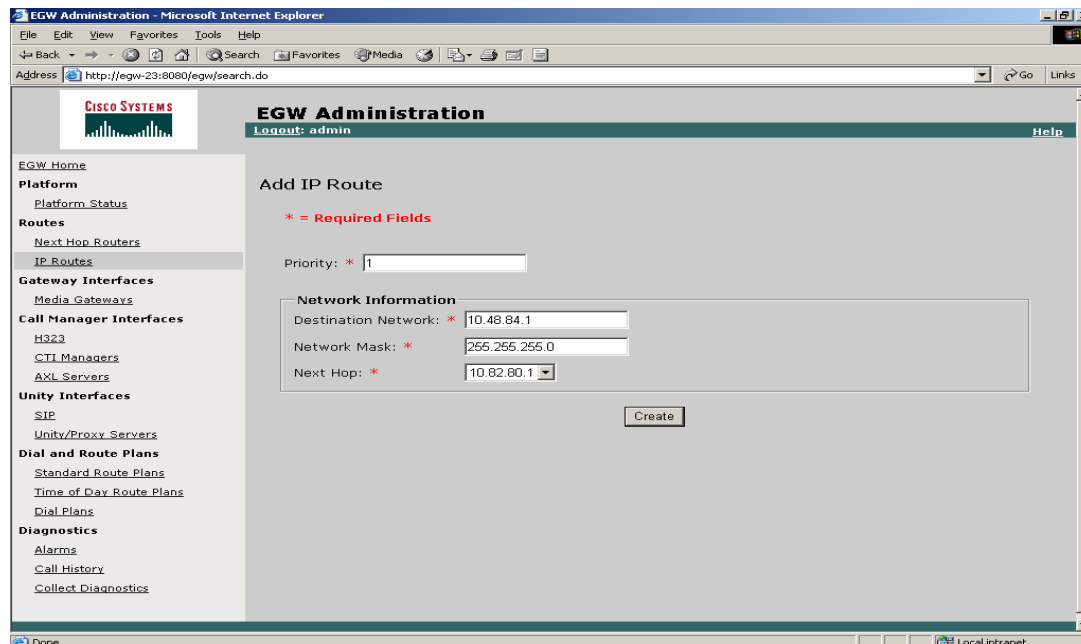 EGW Administration - Microsoft Internet Explorer
File Edit View Favorites Tools Help
Back Search Favorites Media
Address http://egw-23:8080/egw/search.do Go Links
CISCO SYSTEMS
EGW Administration
Logout: admin Help
EGW Home
Platform
Platform Status
Routes
Next Hop Routers
IP Routes
Gateway Interfaces
Media Gateways
Call Manager Interfaces
H323
CTI Managers
AXL Servers
Unity Interfaces
SIP
Unity/Proxy Servers
Dial and Route Plans
Standard Route Plans
Time of Day Route Plans
Dial Plans
Diagnostics
Alarms
Call History
Collect Diagnostics
Add IP Route
* = Required Fields
Priority: * 1
Network Information
Destination Network: * 10.48.84.1
Network Mask: * 255.255.255.0
Next Hop: * 10.82.80.1
Create
Done Local intranet